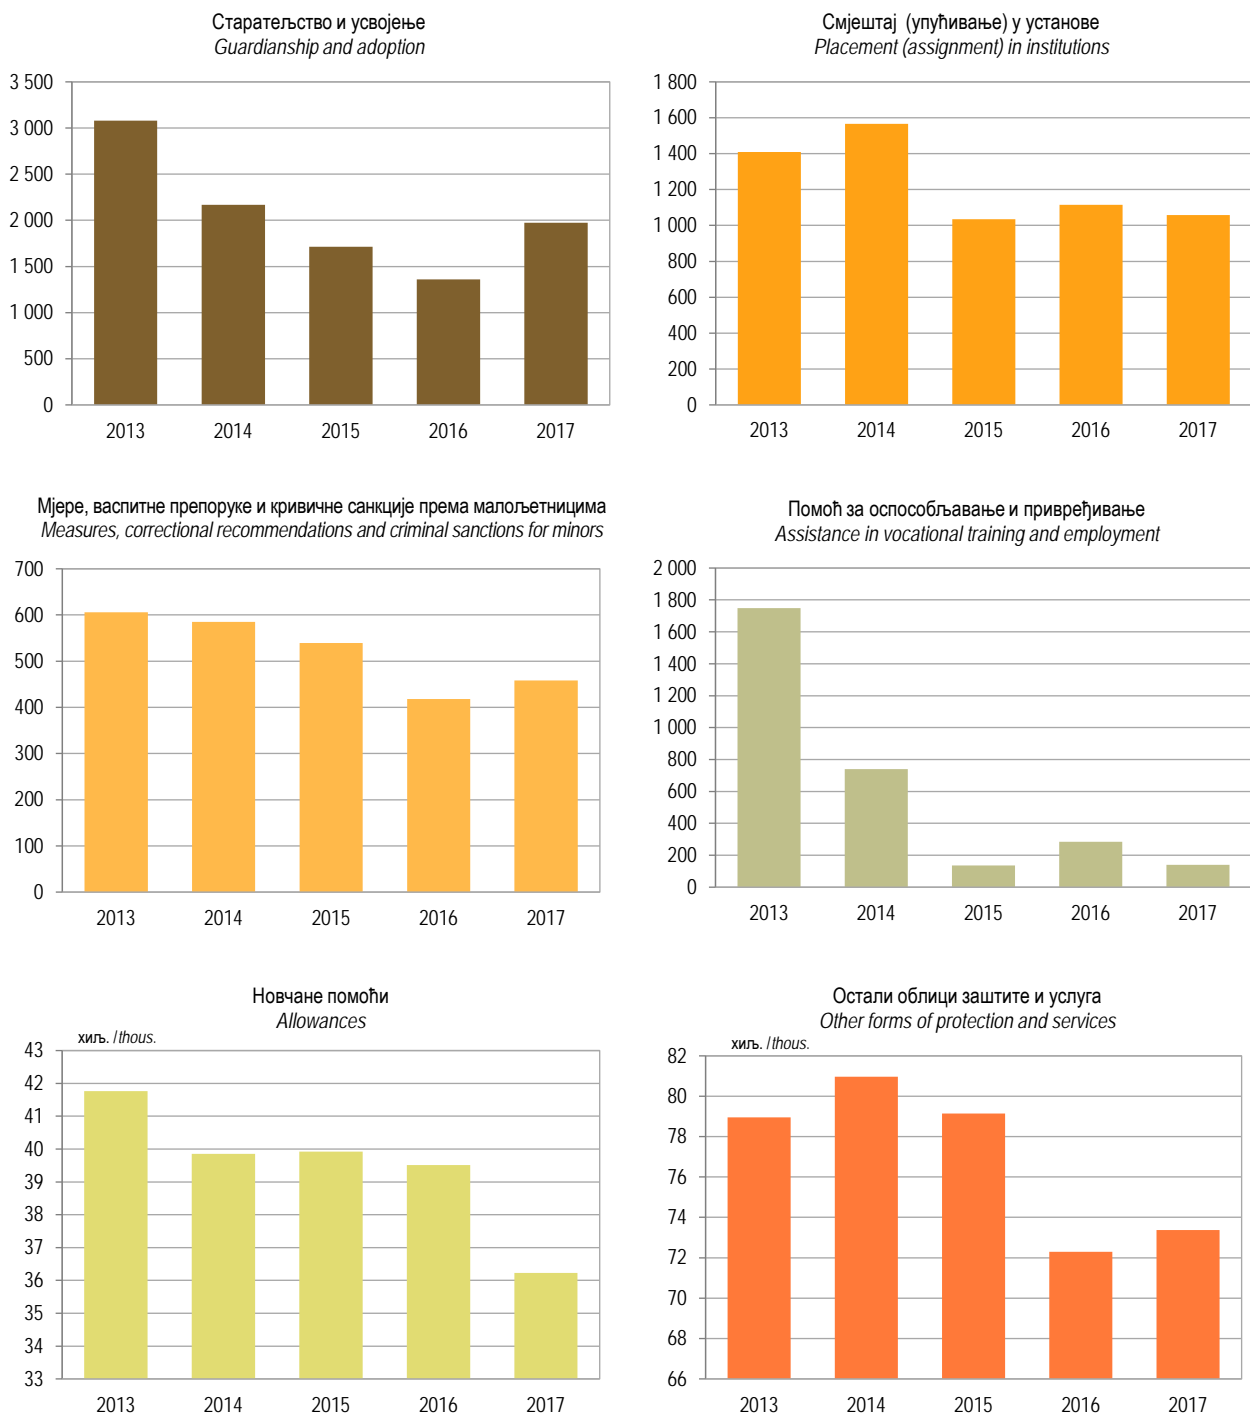 Старатељство и усвојење
Guardianship and adoption
3 500
3 000
2 500
2 000
1 500
1 000
500
0
2013 2014 2015 2016 2017
Смјештај (упућивање) у установе
Placement (assignment) in institutions
1 800
1 600
1 400
1 200
1 000
800
600
400
200
0
2013 2014 2015 2016 2017
Мјере, васпитне препоруке и кривичне санкције према малољетницима
Measures, correctional recommendations and criminal sanctions for minors
700
600
500
400
300
200
100
0
2013 2014 2015 2016 2017
Помоћ за оспособљавање и привређивање
Assistance in vocational training and employment
2 000
1 800
1 600
1 400
1 200
1 000
800
600
400
200
0
2013 2014 2015 2016 2017
Новчане помоћи
Allowances
хиљ. / thous.
43
42
41
40
39
38
37
36
35
34
33
2013 2014 2015 2016 2017
Остали облици заштите и услуга
Other forms of protection and services
хиљ. / thous.
82
80
78
76
74
72
70
68
66
2013 2014 2015 2016 2017